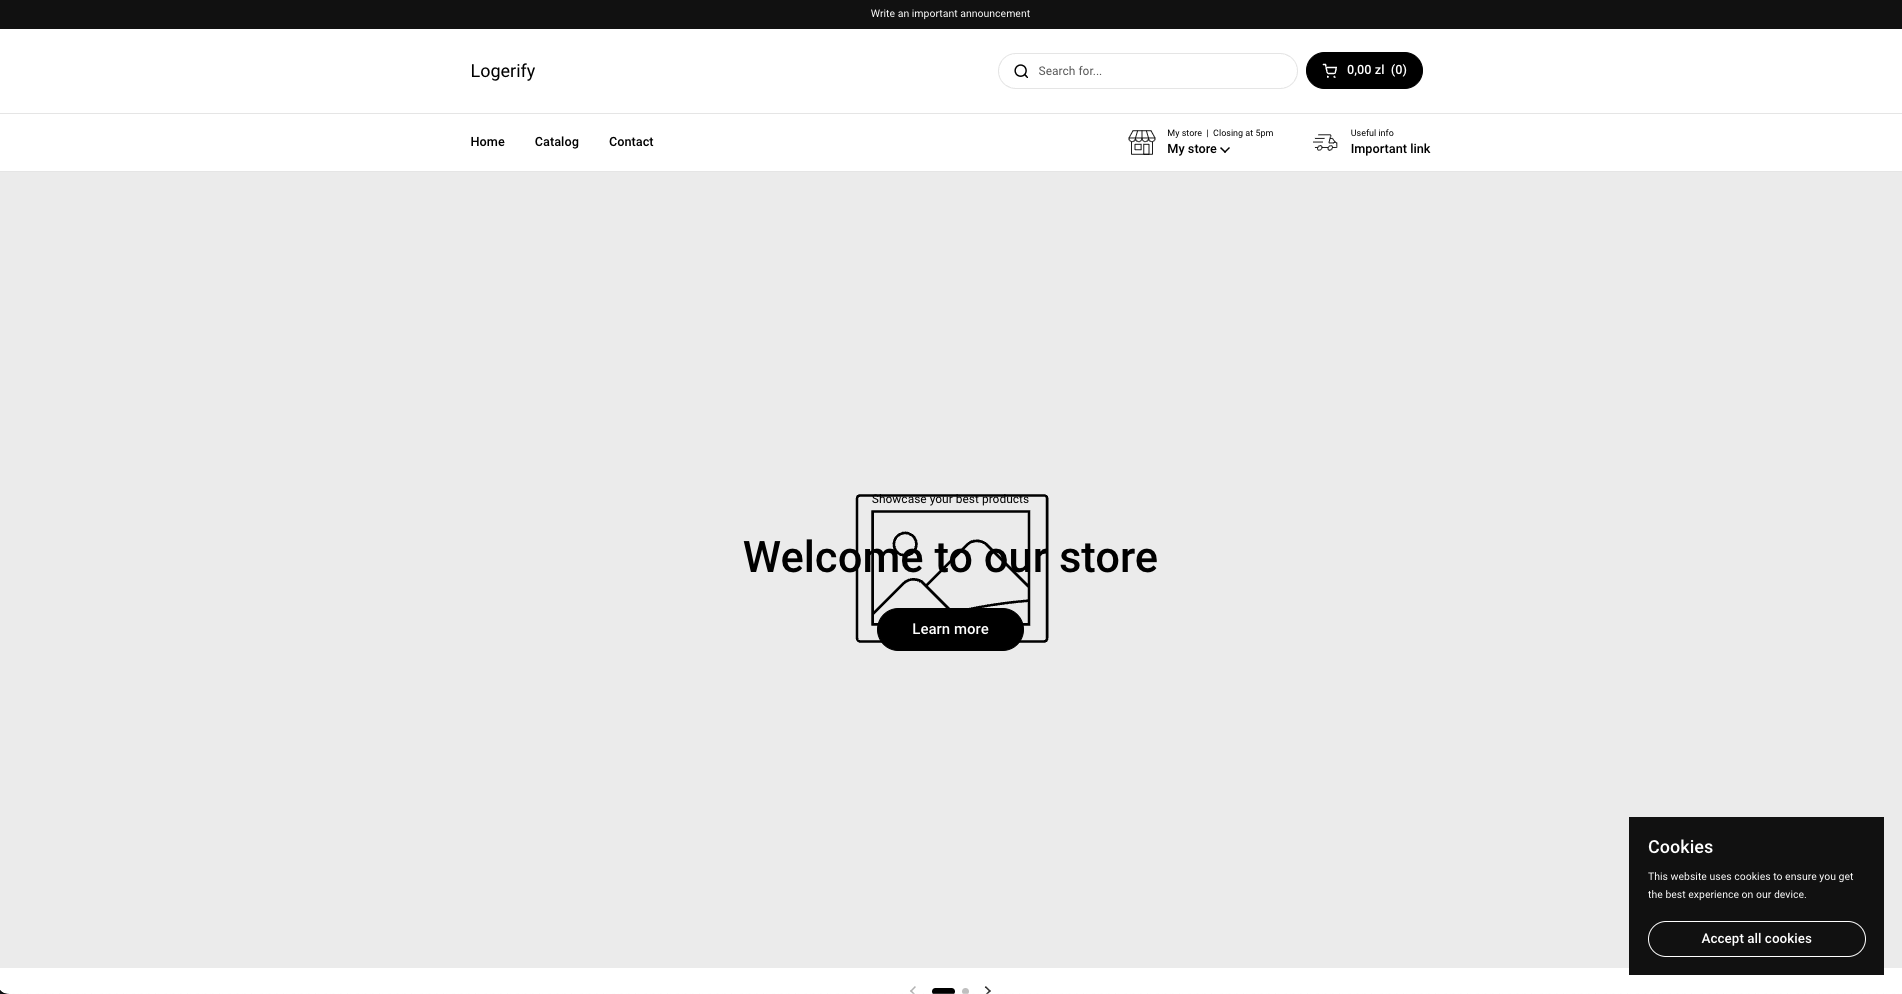 Write an important announcement
Logerify
Search for...
0,00 zl (0)
Home
Catalog
Contact
My store | Closing at 5pm
My store
Useful info
Important link
Showcase your best products
Welcome to our store
Learn more
Cookies
This website uses cookies to ensure you get
the best experience on our device.
Accept all cookies